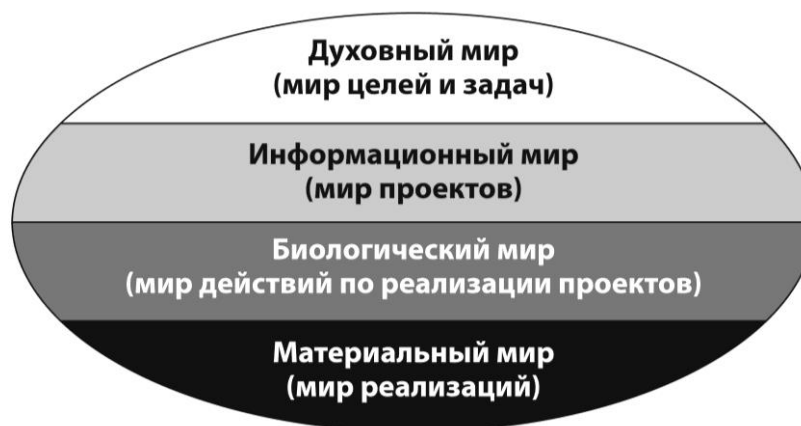 Духовный мир
(мир целей и задач)
Информационный мир
(мир проектов)
Биологический мир
(мир действий по реализации проектов)
Материальный мир
(мир реализаций)